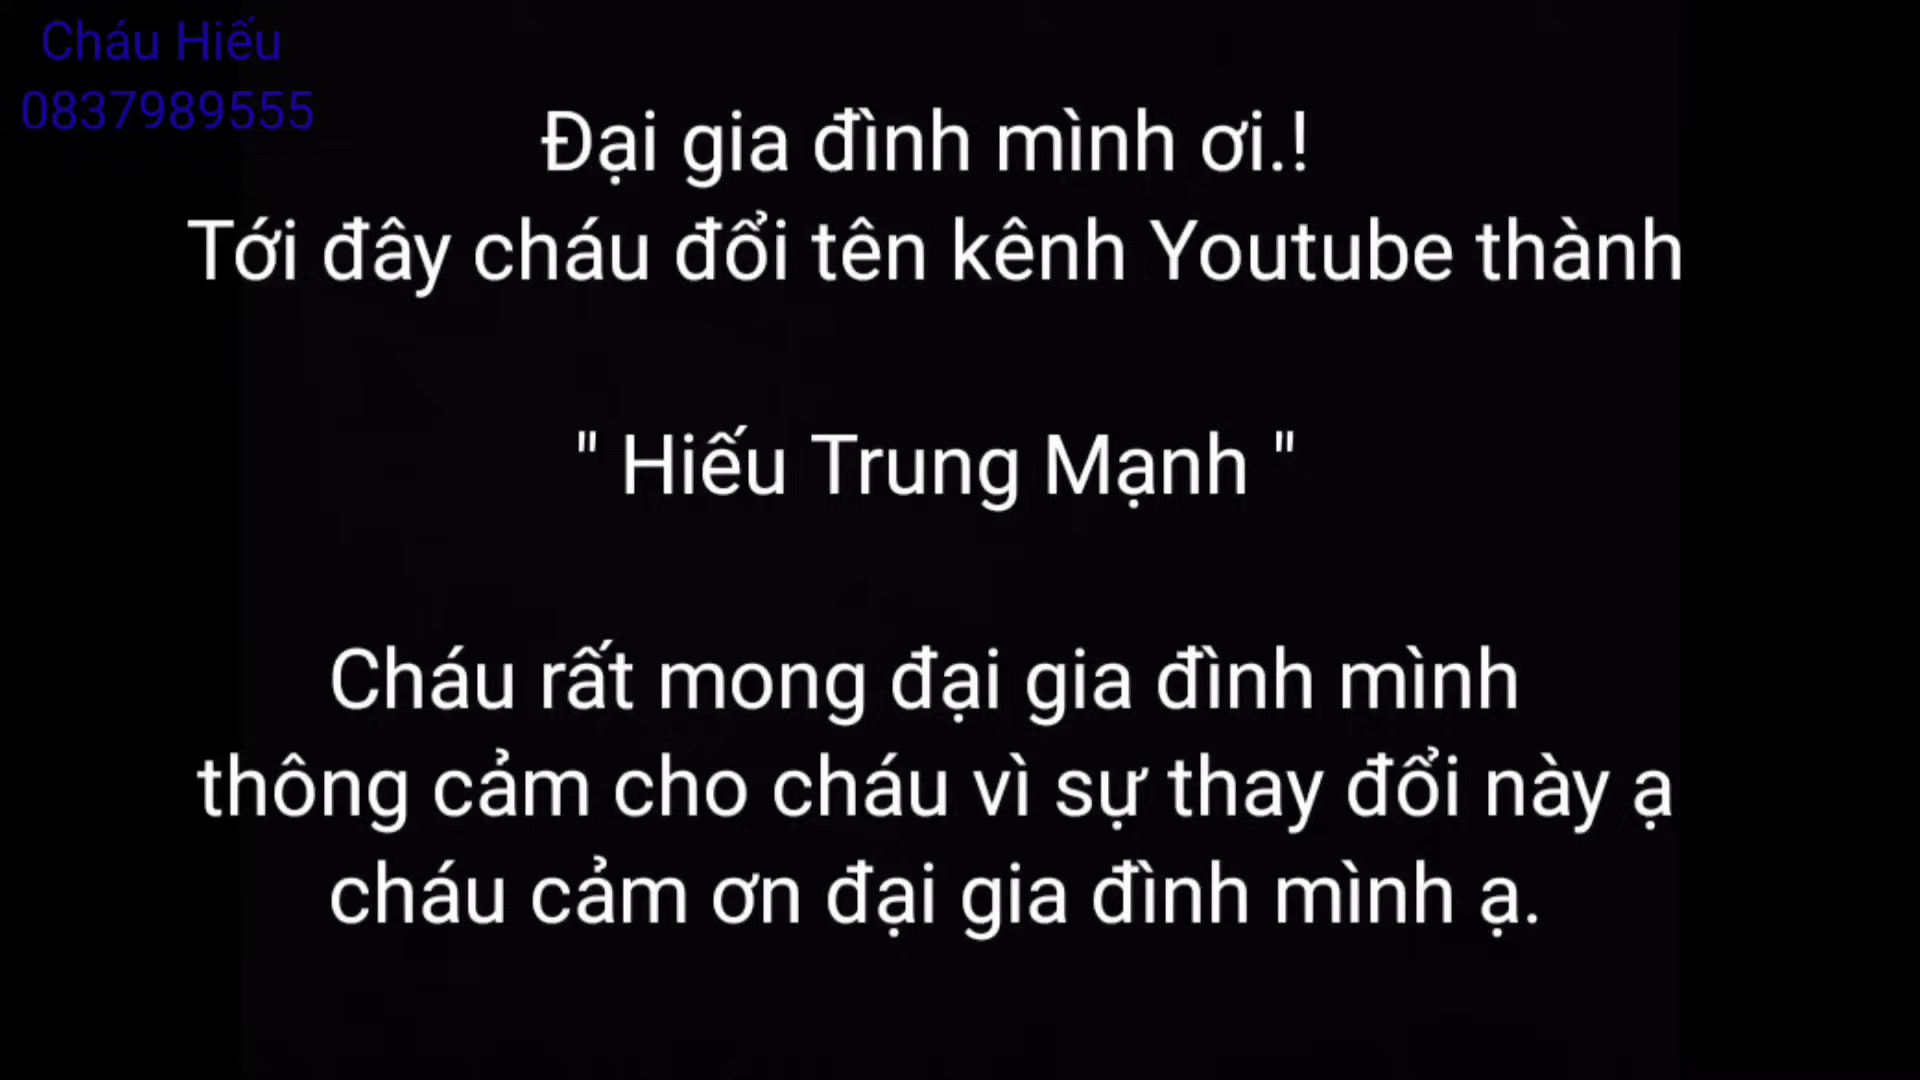 Cháu Hiếu
0837989555
Đại gia đình mình ơi.!
Tới đây cháu đổi tên kênh Youtube thành
" Hiếu Trung Mạnh "
Cháu rất mong đại gia đình mình
thông cảm cho cháu vì sự thay đổi này ạ
cháu cảm ơn đại gia đình mình ạ.